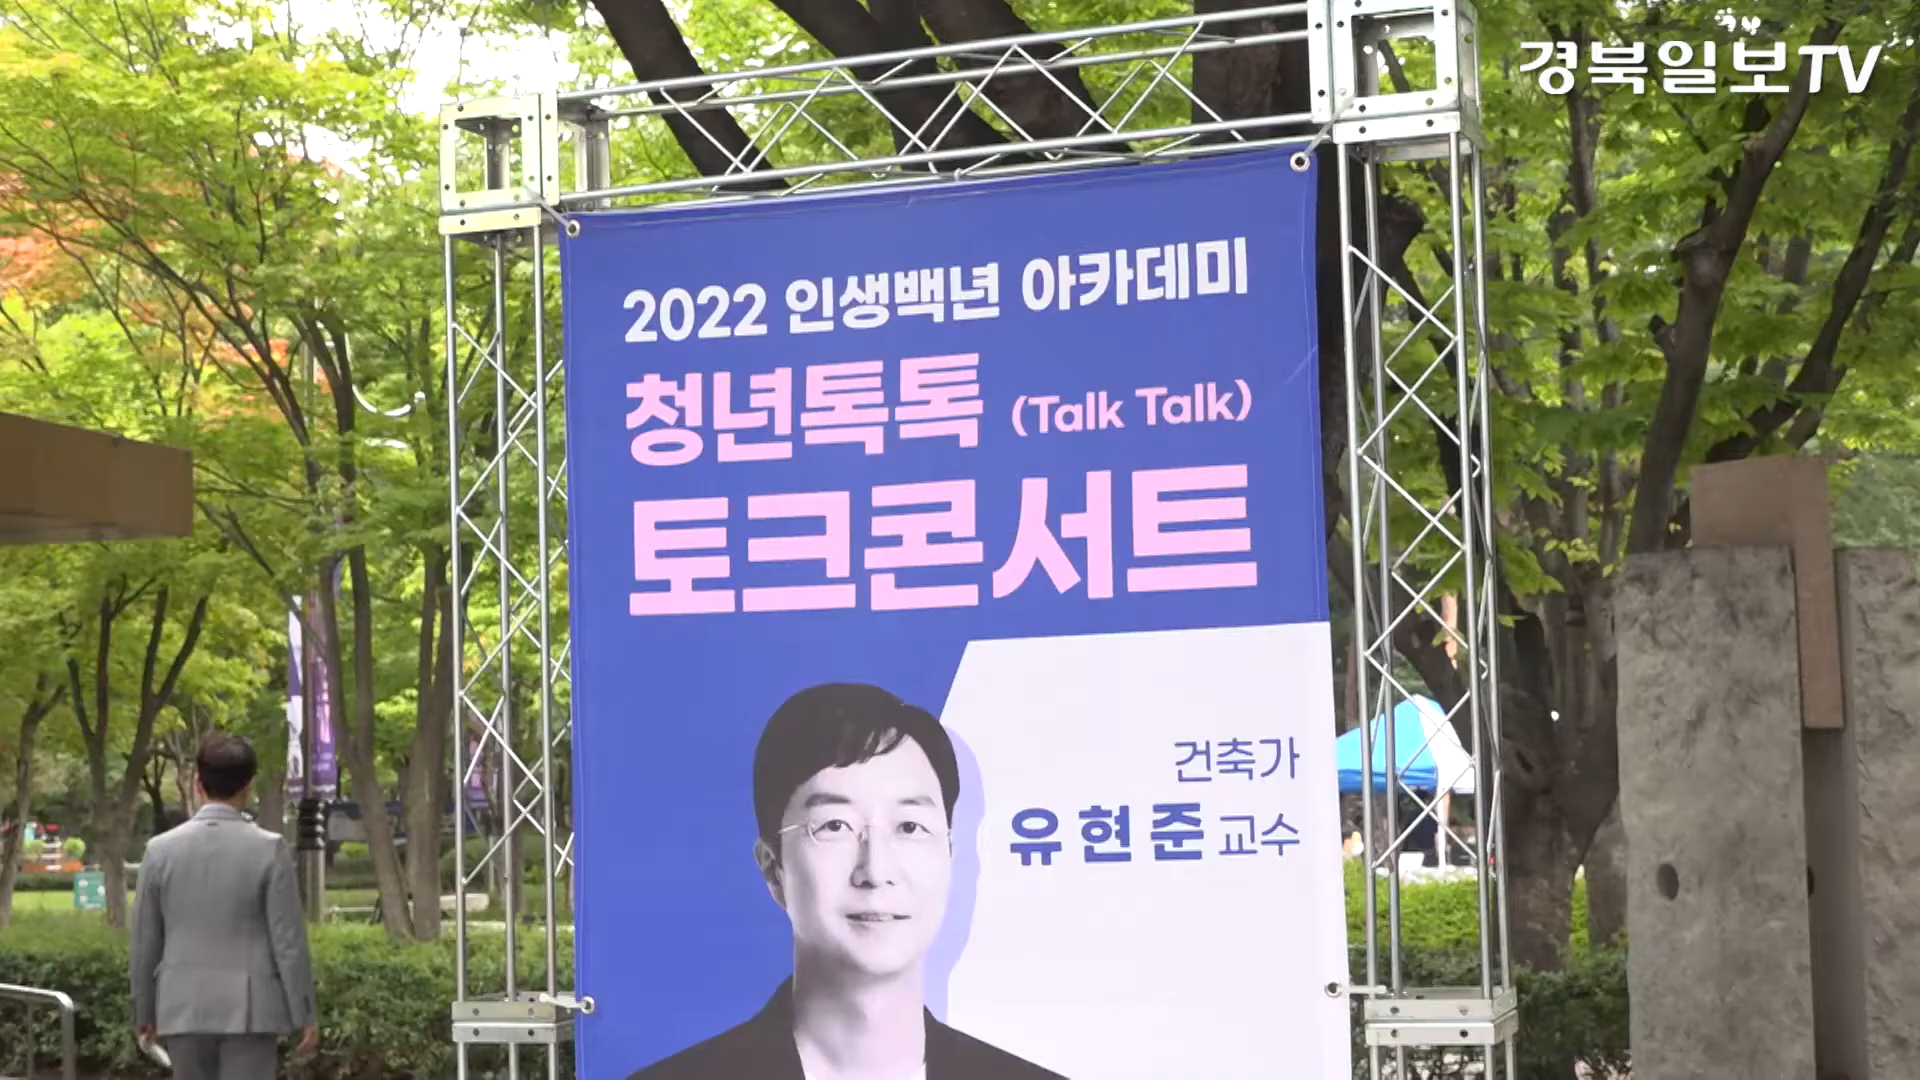 경북일보TV
2022 인생백년 아카데미
청년톡톡 (Talk Talk)
토크콘서트
건축가
유현준 교수